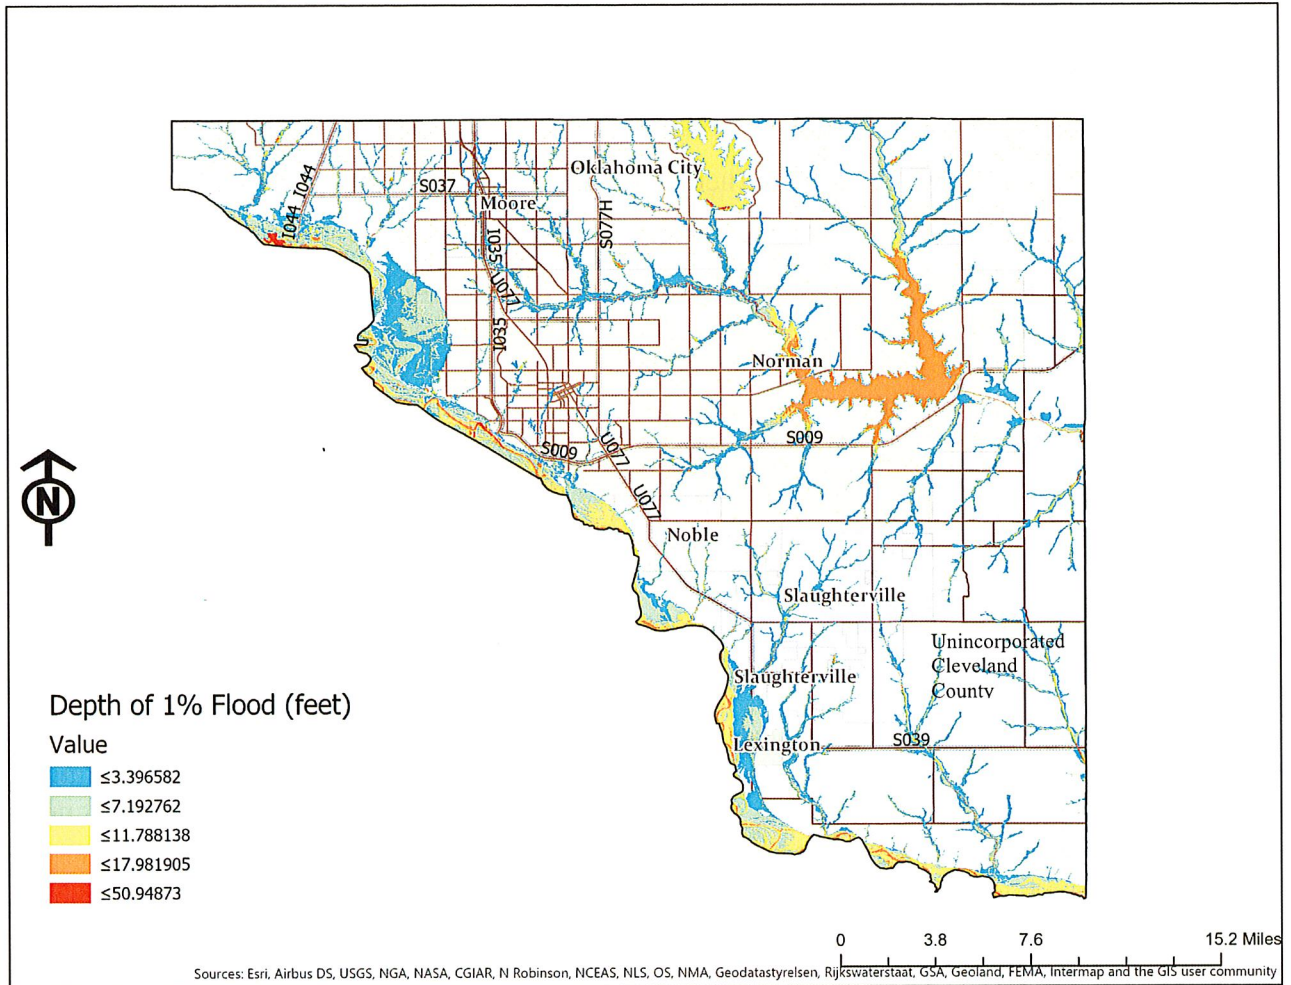 Oklahoma City
I044
S037
Moore
I044
S077H
I035
U077
I035
Norman
S009
U077
S009
U077
N
Noble
Slaughterville
Unincorporated
Cleveland
County
Slaughterville
Depth of 1% Flood (feet)
Value
Lexington
S039
≤3.396582
≤7.192762
≤11.788138
≤17.981905
≤50.94873
0 3.8 7.6 15.2 Miles
Sources: Esri, Airbus DS, USGS, NGA, NASA, CGIAR, N Robinson, NCEAS, NLS, OS, NMA, Geodatastyrelsen, Rijkswaterstaat, GSA, Geoland, FEMA, Intermap and the GIS user community